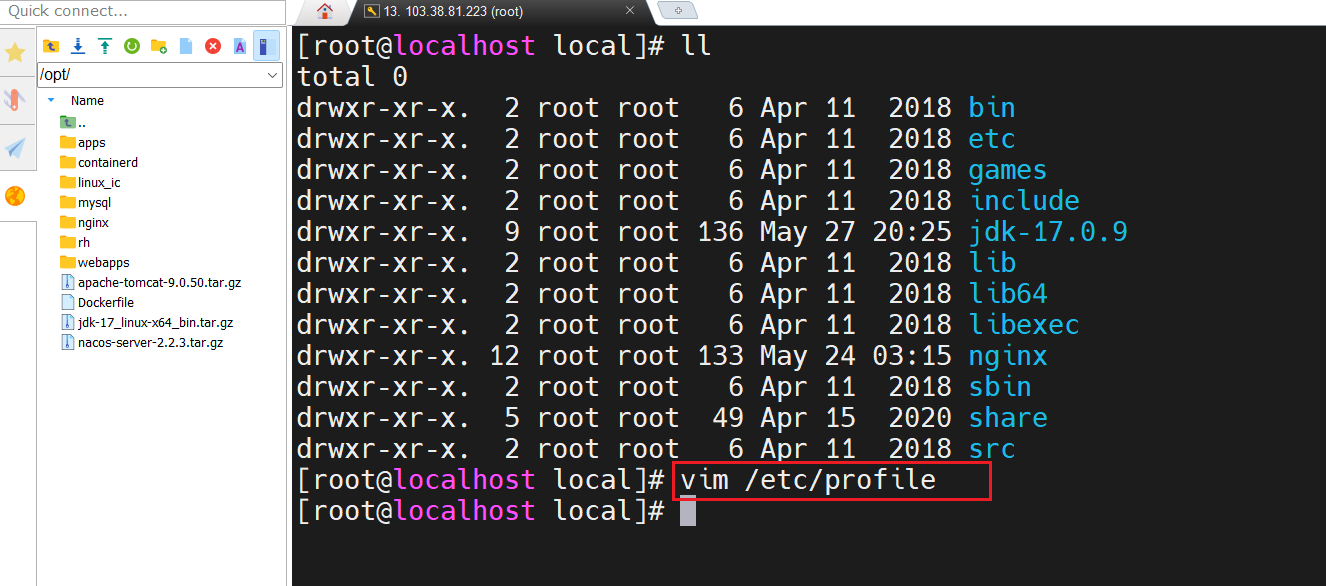 Quick connect...
13. 103.38.81.223 (root)
/opt/
Name
..
apps
containerd
linux_ic
mysql
nginx
rh
webapps
apache-tomcat-9.0.50.tar.gz
Dockerfile
jdk-17_linux-x64_bin.tar.gz
nacos-server-2.2.3.tar.gz
[root@localhost local]# ll
total 0
drwxr-xr-x.  2 root root   6 Apr 11  2018 bin
drwxr-xr-x.  2 root root   6 Apr 11  2018 etc
drwxr-xr-x.  2 root root   6 Apr 11  2018 games
drwxr-xr-x.  2 root root   6 Apr 11  2018 include
drwxr-xr-x.  9 root root 136 May 27 20:25 jdk-17.0.9
drwxr-xr-x.  2 root root   6 Apr 11  2018 lib
drwxr-xr-x.  2 root root   6 Apr 11  2018 lib64
drwxr-xr-x.  2 root root   6 Apr 11  2018 libexec
drwxr-xr-x. 12 root root 133 May 24 03:15 nginx
drwxr-xr-x.  2 root root   6 Apr 11  2018 sbin
drwxr-xr-x.  5 root root  49 Apr 15  2020 share
drwxr-xr-x.  2 root root   6 Apr 11  2018 src
[root@localhost local]# vim /etc/profile
[root@localhost local]#